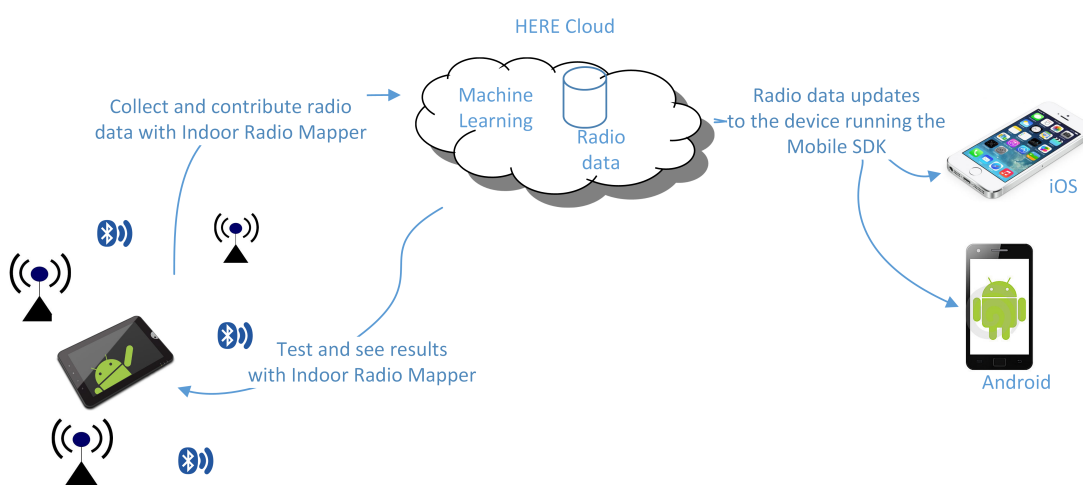 HERE Cloud
Collect and contribute radio
data with Indoor Radio Mapper
Machine
Learning
Radio
data
Radio data updates
to the device running the
Mobile SDK
iOS
Test and see results
with Indoor Radio Mapper
Android